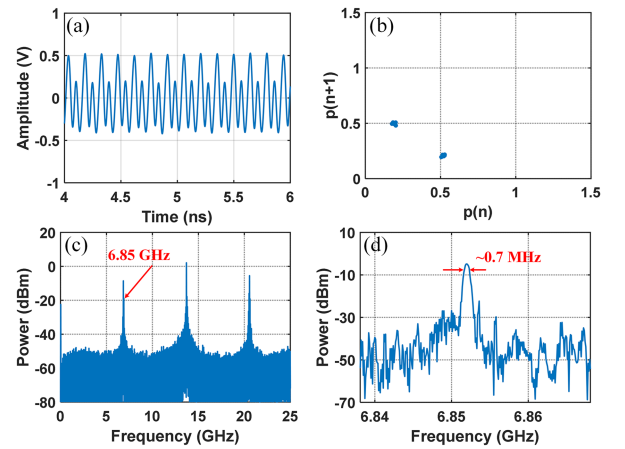 (a)
Amplitude (V)
1
0.5
0
-0.5
-1
4
4.5
5
5.5
6
Time (ns)
(b)
p(n+1)
1.5
1
0.5
0
0
0.5
1
1.5
p(n)
(c)
6.85 GHz
Power (dBm)
20
0
-20
-40
-60
-80
0
5
10
15
20
25
Frequency (GHz)
(d)
~0.7 MHz
Power (dBm)
10
-10
-30
-50
-70
6.84
6.85
6.86
Frequency (GHz)